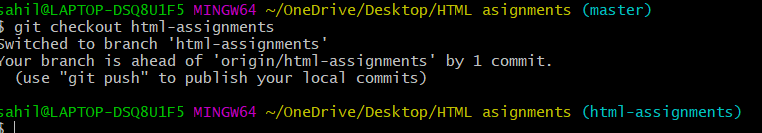 sahil@LAPTOP-DSQ8U1F5 MINGW64 ~/OneDrive/Desktop/HTML asignments (master)
$ git checkout html-assignments
Switched to branch 'html-assignments'
Your branch is ahead of 'origin/html-assignments' by 1 commit.
  (use "git push" to publish your local commits)
sahil@LAPTOP-DSQ8U1F5 MINGW64 ~/OneDrive/Desktop/HTML asignments (html-assignments)
$